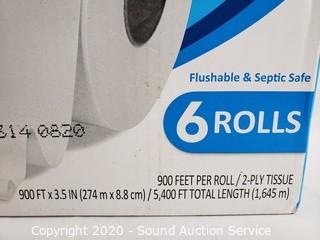 Flushable & Septic Safe
6 ROLLS
314 0820
900 FEET PER ROLL / 2-PLY TISSUE
900 FT x 3.5 IN (274 m x 8.8 cm) / 5,400 FT TOTAL LENGTH (1,645 m)
Copyright 2020 - Sound Auction Service